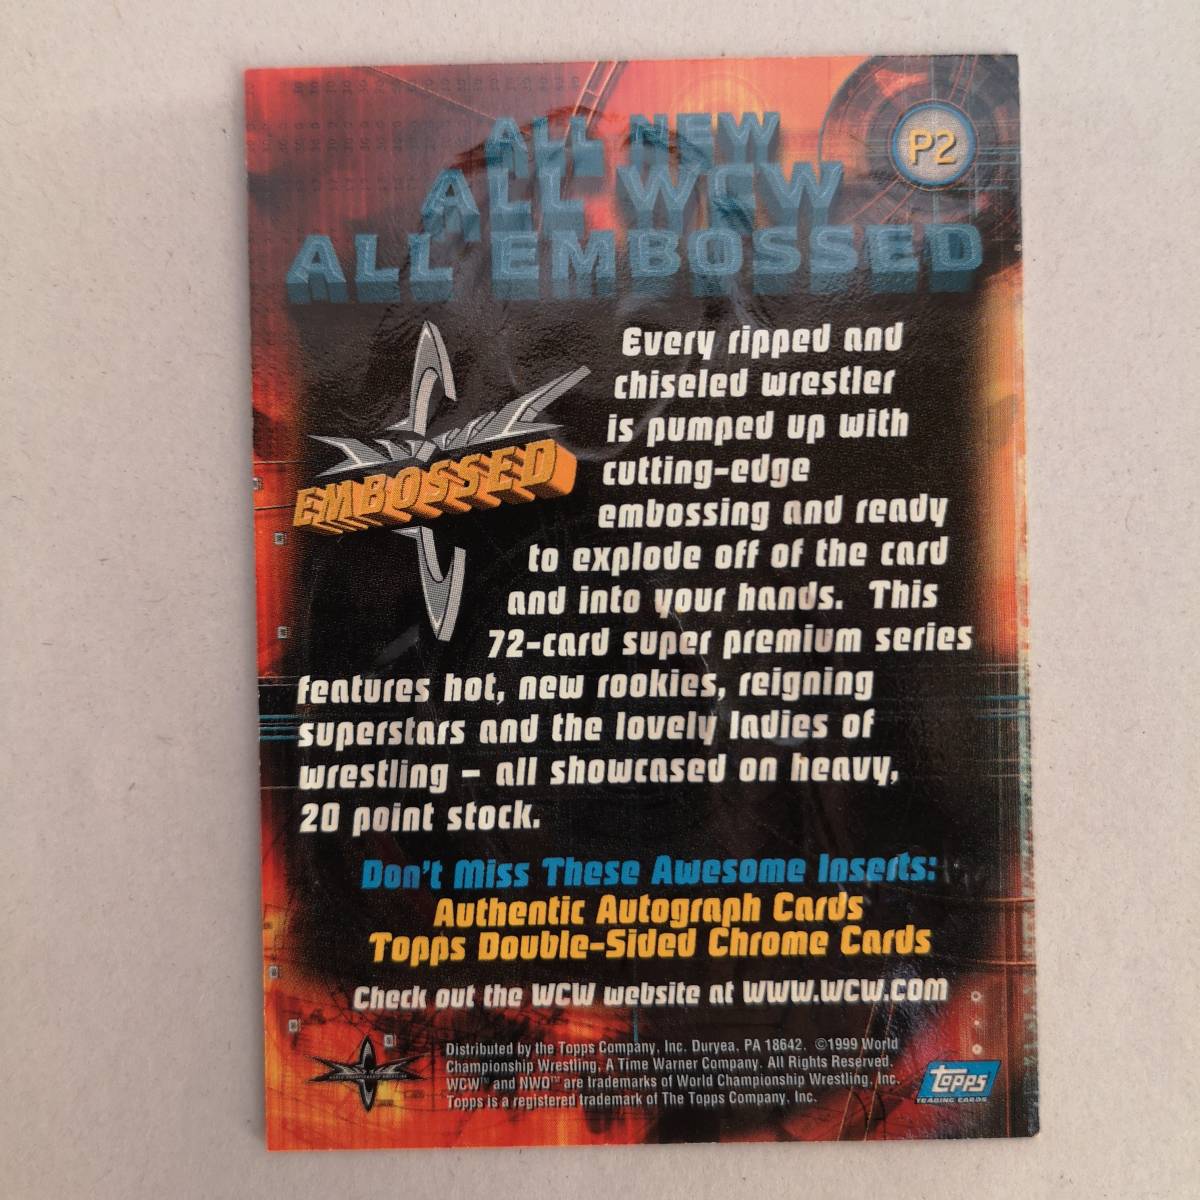 P2
ALL NEW
ALL WCW
ALL EMBOSSED
WCW
EMBOSSED
Every ripped and
chiseled wrestler
is pumped up with
cutting-edge
embossing and ready
to explode off of the card
and into your hands. This
72-card super premium series
features hot, new rookies, reigning
superstars and the lovely ladies of
wrestling – all showcased on heavy,
20 point stock.
Don't Miss These Awesome Inserts:
Authentic Autograph Cards
Topps Double-Sided Chrome Cards
Check out the WCW website at WWW.WCW.COM
Distributed by the Topps Company, Inc. Duryea, PA 18642. ©1999 World
Championship Wrestling, A Time Warner Company. All Rights Reserved.
WCW™ and NWO™ are trademarks of World Championship Wrestling, Inc.
Topps is a registered trademark of The Topps Company, Inc.
WORLD CHAMPIONSHIP WRESTLING
TOPPS
TRADING CARDS